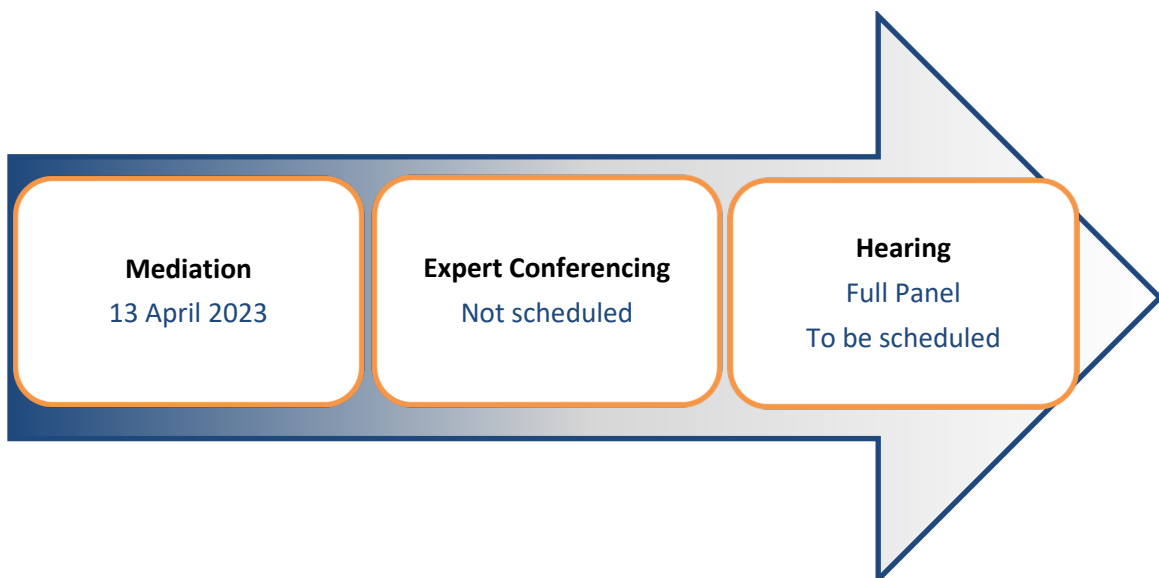 Mediation
13 April 2023
Expert Conferencing
Not scheduled
Hearing
Full Panel
To be scheduled